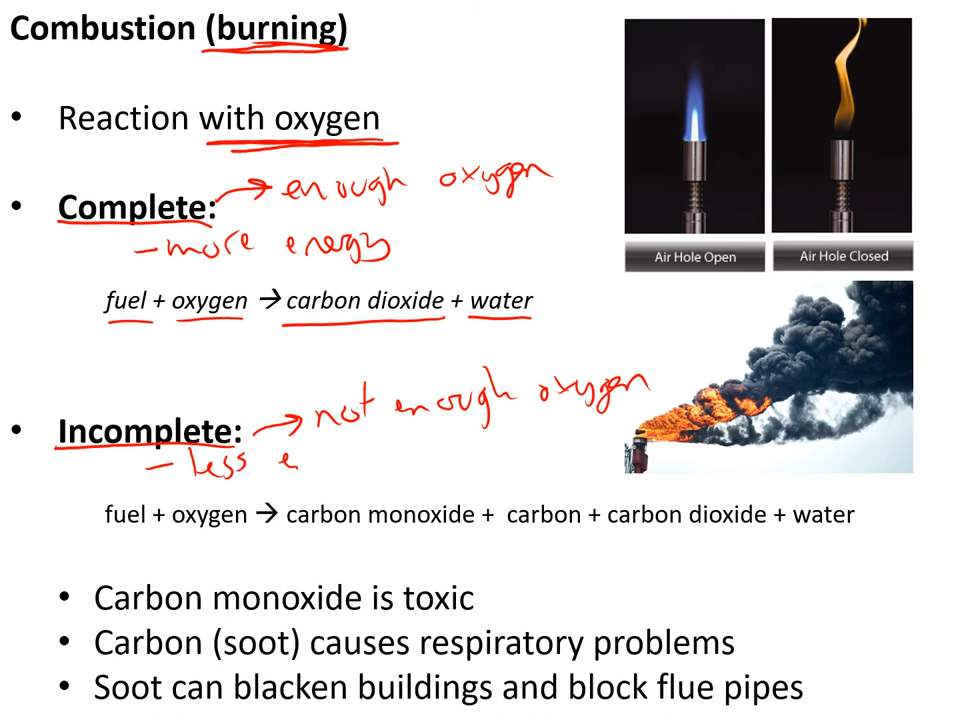 Combustion (burning)
• Reaction with oxygen
• Complete: → enough oxygen
– more energy
fuel + oxygen → carbon dioxide + water
Air Hole Open
Air Hole Closed
• Incomplete: → not enough oxygen
– less e
fuel + oxygen → carbon monoxide + carbon + carbon dioxide + water
• Carbon monoxide is toxic
• Carbon (soot) causes respiratory problems
• Soot can blacken buildings and block flue pipes